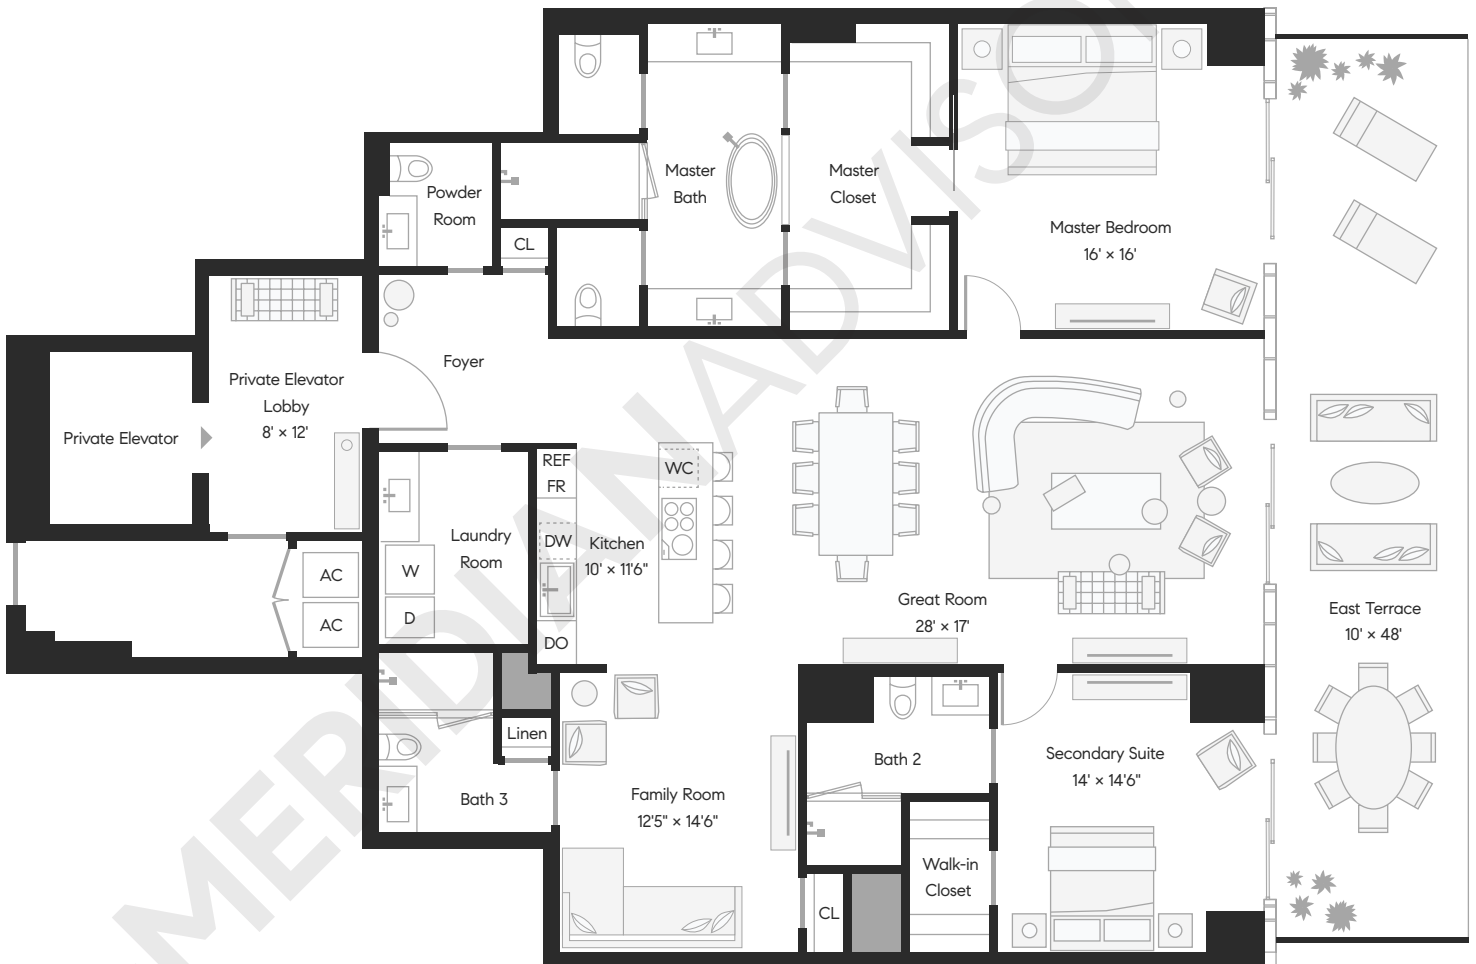 MERIDIANADVISOR
Powder
Room
CL
Master
Bath
Master
Closet
Master Bedroom
16' × 16'
Foyer
Private Elevator
Lobby
8' × 12'
Private Elevator
AC
AC
Laundry
Room
W
D
REF
FR
DW
DO
Kitchen
10' × 11'6"
WC
Great Room
28' × 17'
East Terrace
10' × 48'
Linen
Bath 3
Family Room
12'5" × 14'6"
Bath 2
Secondary Suite
14' × 14'6"
Walk-in
Closet
CL